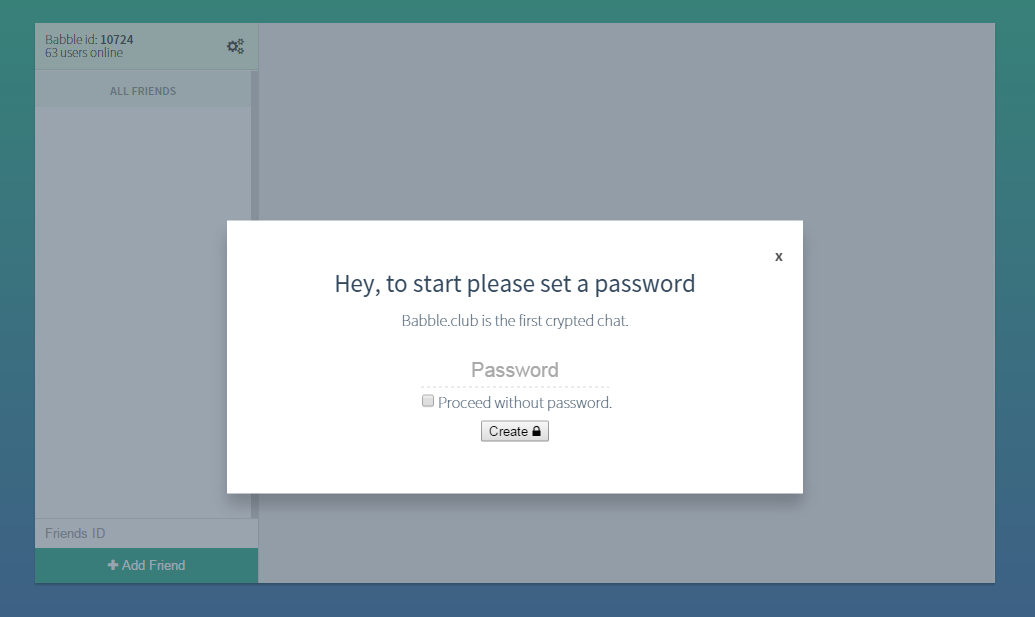 Babble id: 10724
63 users online
ALL FRIENDS
x
Hey, to start please set a password
Babble.club is the first crypted chat.
Password
Proceed without password.
Create
Friends ID
Add Friend